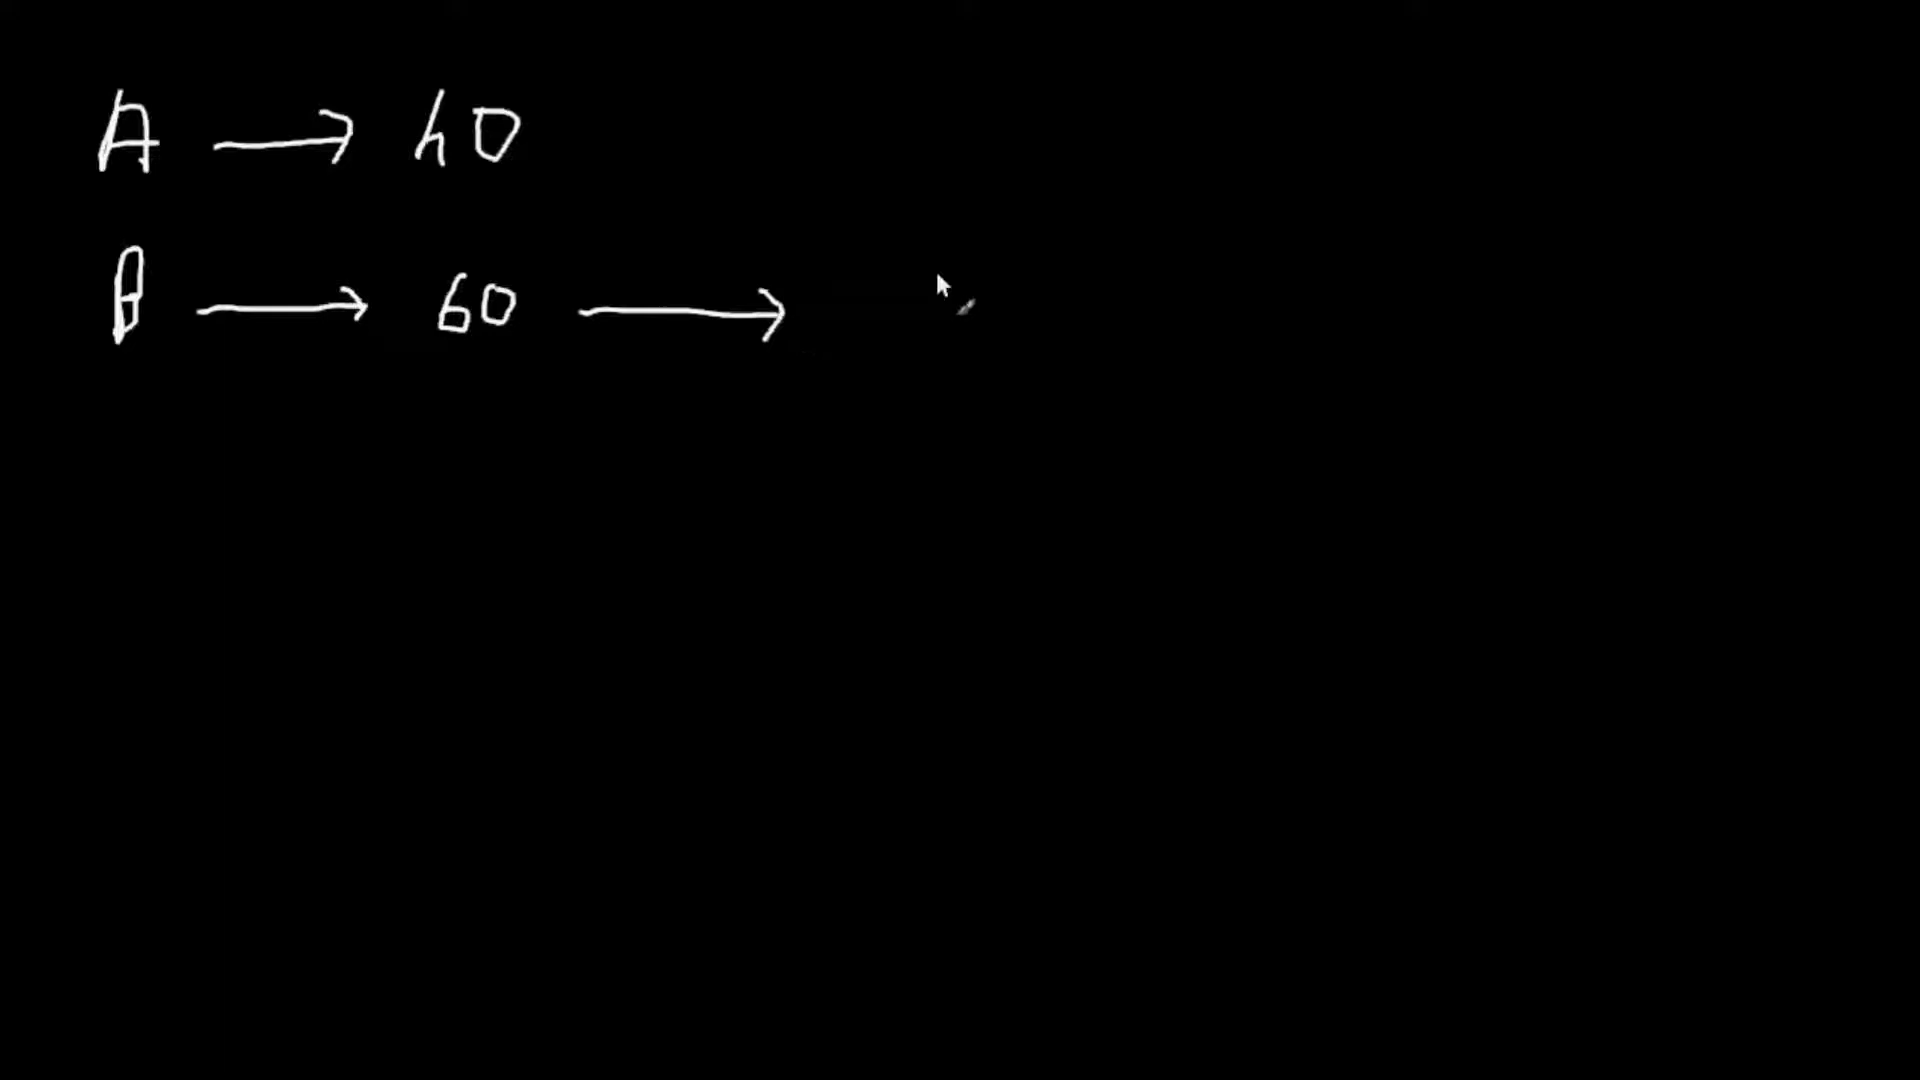 A → 40
B → 60 →